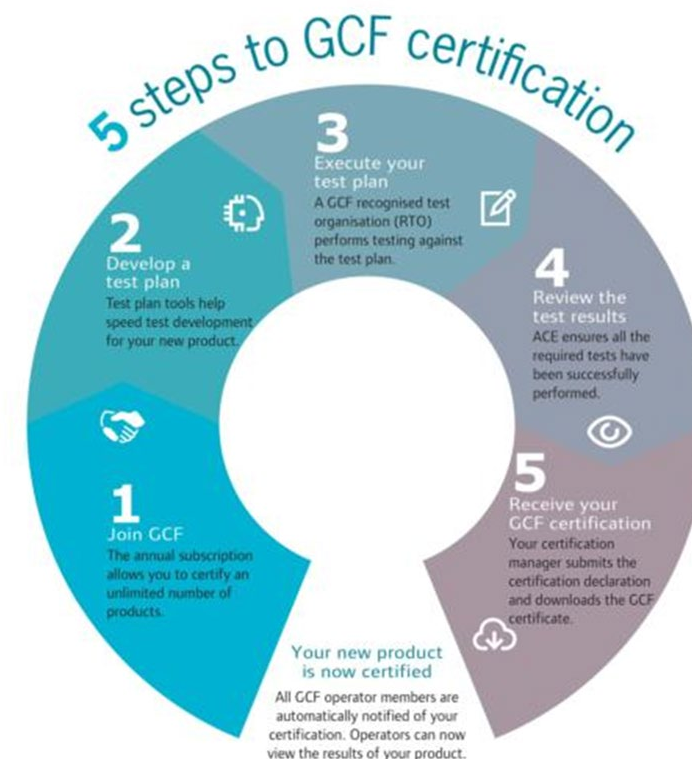 5 steps to GCF certification
1
Join GCF
The annual subscription
allows you to certify an
unlimited number of
products.
2
Develop a
test plan
Test plan tools help
speed test development
for your new product.
3
Execute your
test plan
A GCF recognised test
organisation (RTO)
performs testing against
the test plan.
4
Review the
test results
ACE ensures all the
required tests have
been successfully
performed.
5
Receive your
GCF certification
Your certification
manager submits the
certification declaration
and downloads the GCF
certificate.
Your new product
is now certified
All GCF operator members are
automatically notified of your
certification. Operators can now
view the results of your product.